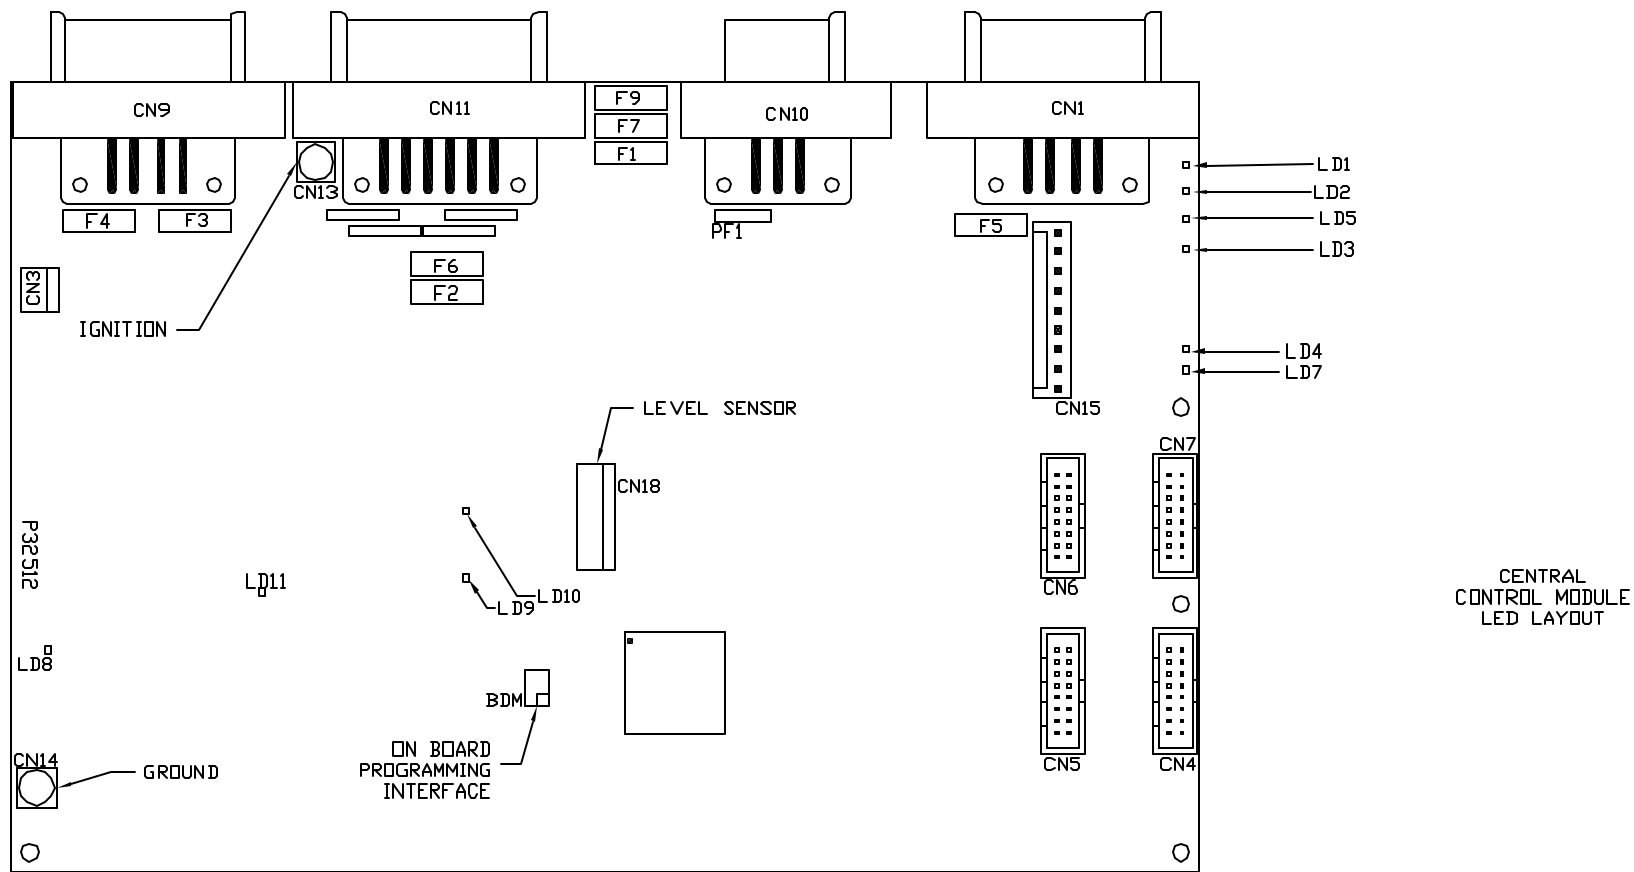 F9
CN9
CN11
CN10
CN1
F7
F1
LD1
CN13
LD2
F4
F3
PF1
F5
LD5
LD3
F6
F2
CN3
IGNITION
LD4
LD7
LEVEL SENSOR
CN15
CN7
CN18
P32512
LD11
LD10
LD9
CN6
CENTRAL
CONTROL MODULE
LED LAYOUT
LD8
BDM
ON BOARD
PROGRAMMING
INTERFACE
CN14
GROUND
CN5
CN4